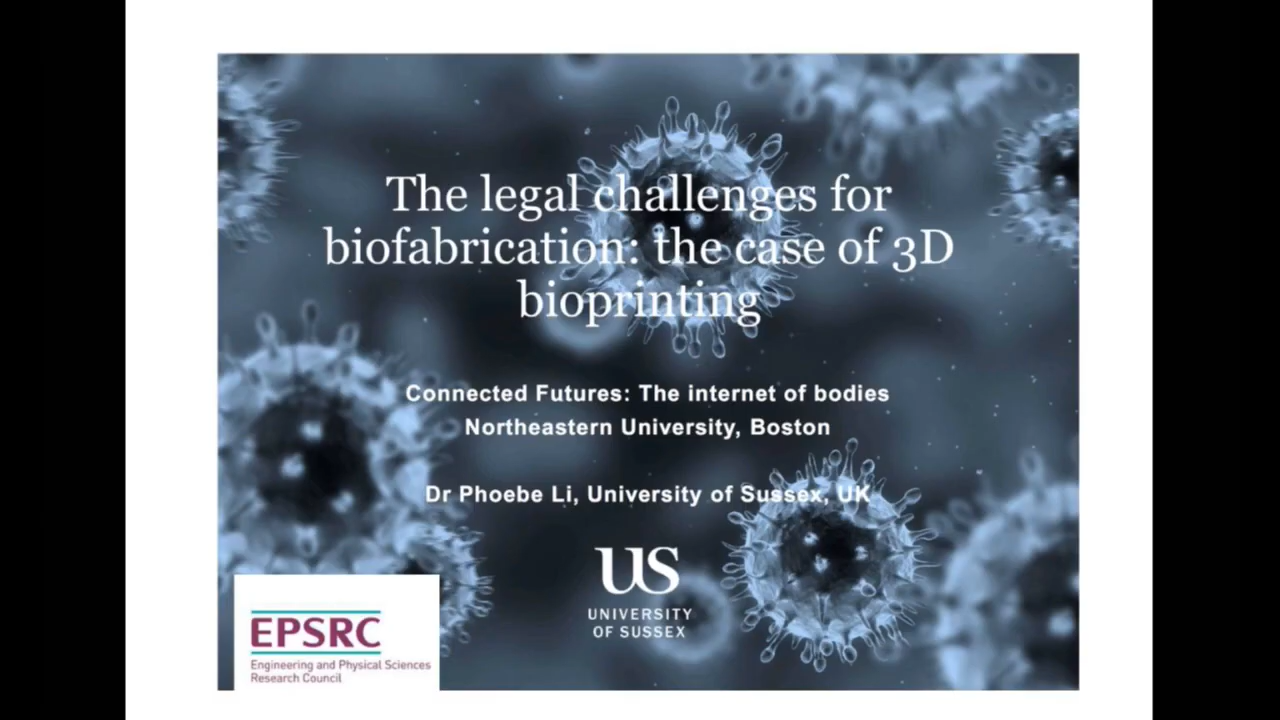 The legal challenges for
biofabrication: the case of 3D
bioprinting
Connected Futures: The internet of bodies
Northeastern University, Boston
Dr Phoebe Li, University of Sussex, UK
US
UNIVERSITY
OF SUSSEX
EPSRC
Engineering and Physical Sciences
Research Council